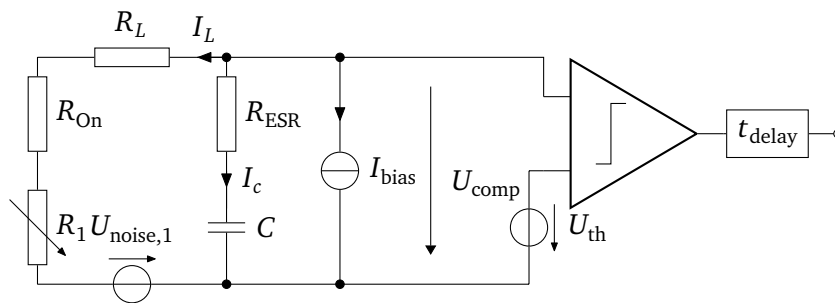 R_L I_L
R_On R_ESR t_delay
I_c I_bias U_comp
R_1 U_noise,1 C U_th